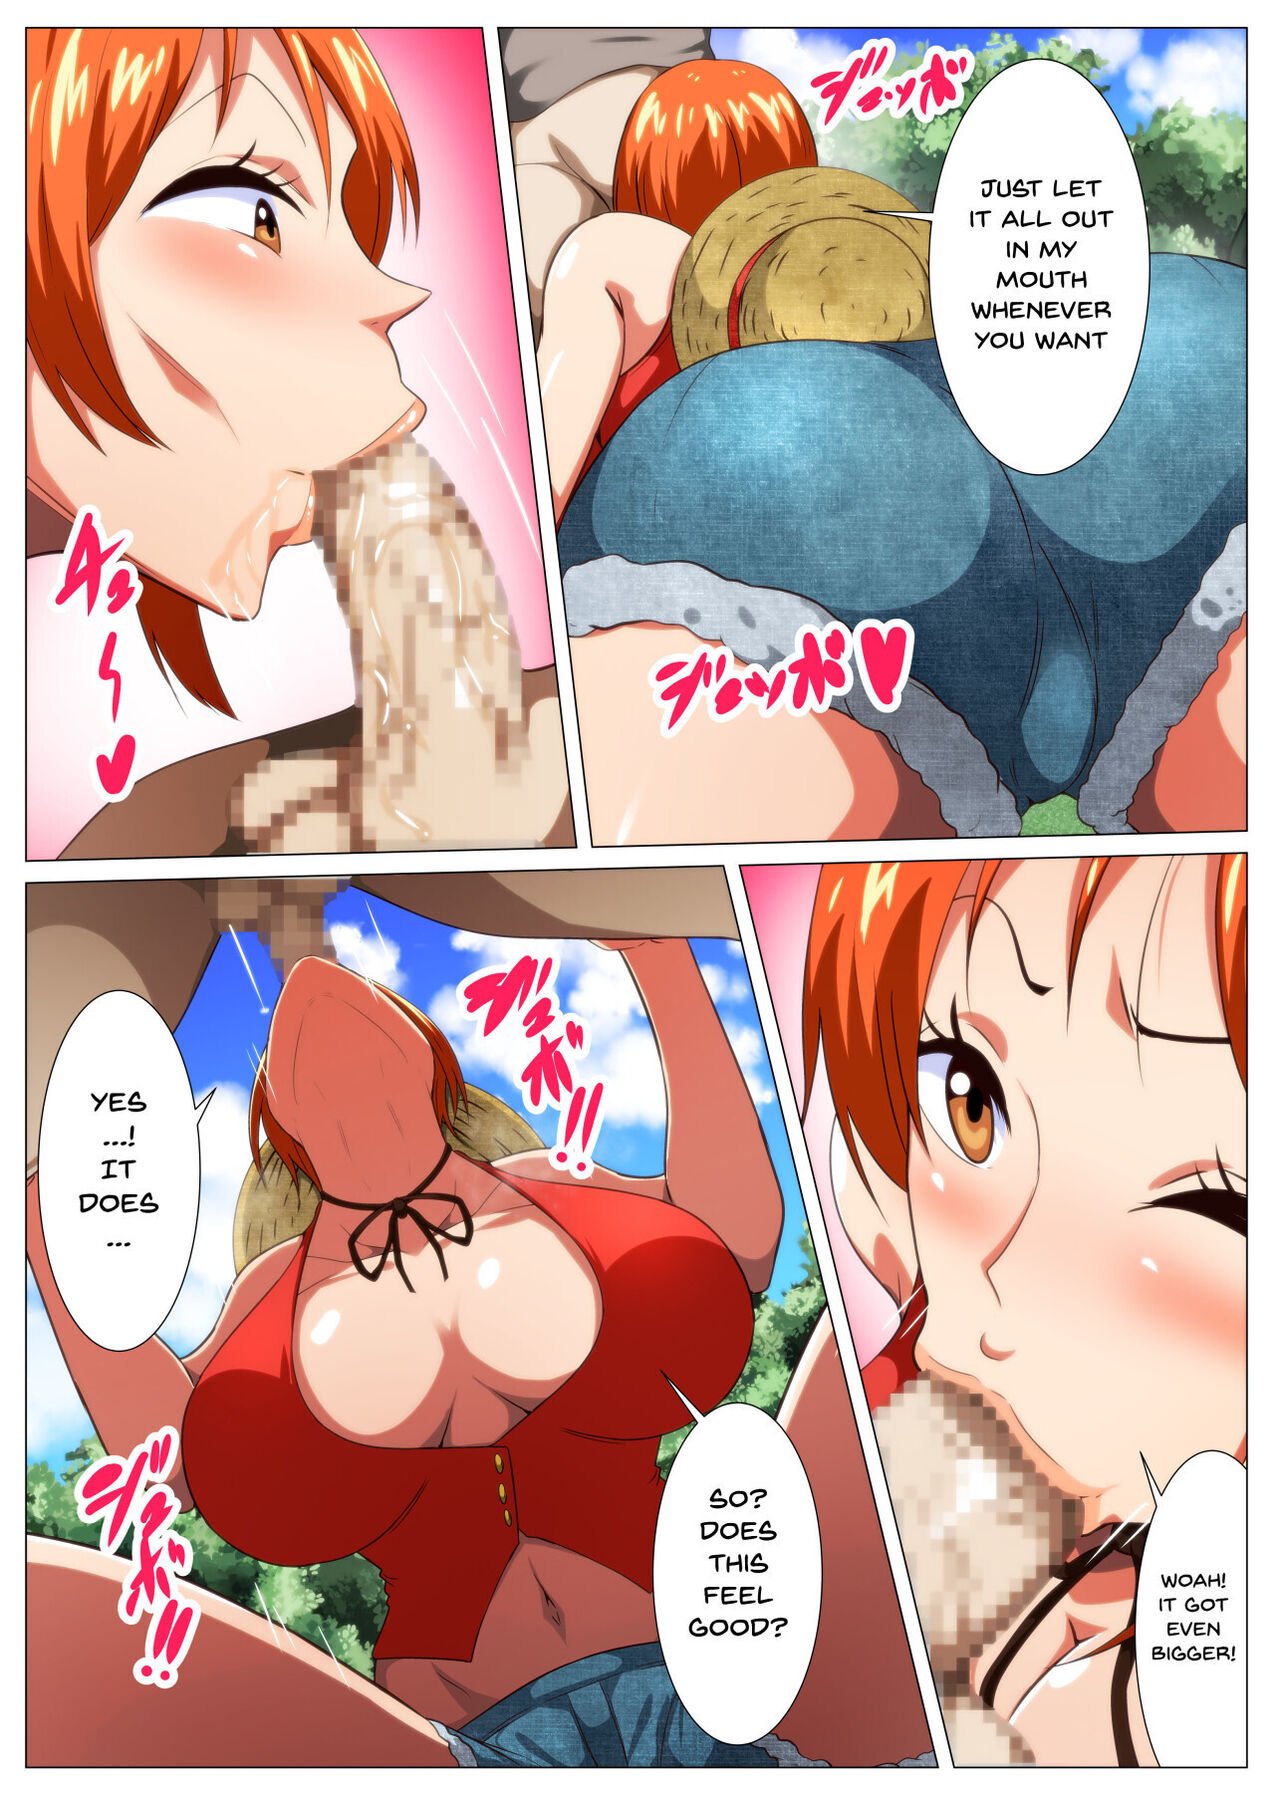 ジュッポ
JUST LET
IT ALL OUT
IN MY
MOUTH
WHENEVER
YOU WANT
ジュッポ♥
チュ〜♥
WOAH!
IT GOT
EVEN
BIGGER!
ジュボ!!
SO?
DOES
THIS
FEEL
GOOD?
YES
...!
IT
DOES
...
ジュボ!!